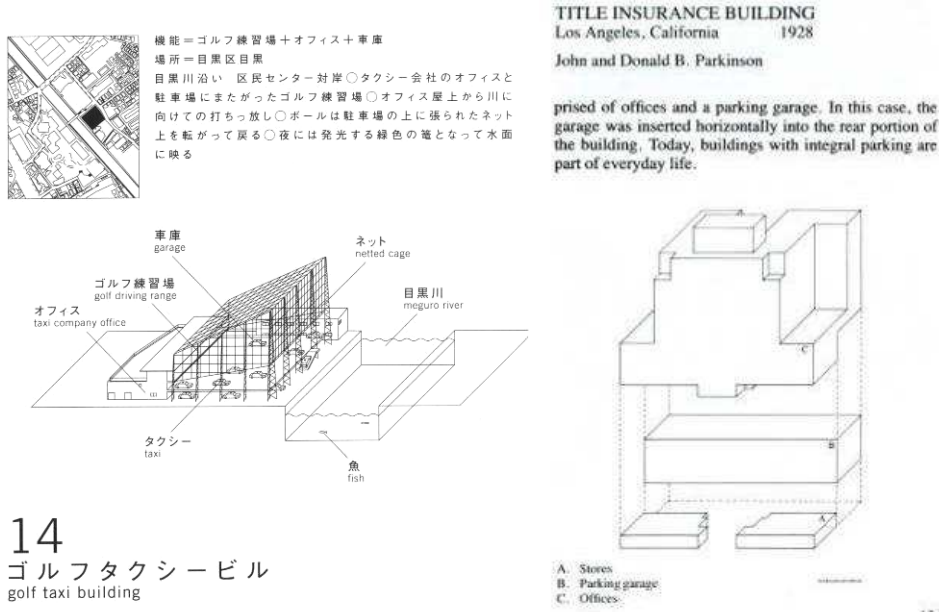 機能＝ゴルフ練習場＋オフィス＋車庫
場所＝目黒区目黒
目黒川沿い　区民センター対岸○タクシー会社のオフィスと
駐車場にまたがったゴルフ練習場○オフィス屋上から川に
向けての打ちっ放し○ボールは駐車場の上に張られたネット
上を転がって戻る○夜には発光する緑色の篭となって水面
に映る
車庫
garage
ネット
netted cage
ゴルフ練習場
golf driving range
目黒川
meguro river
オフィス
taxi company office
タクシー
taxi
魚
fish
14
ゴルフタクシービル
golf taxi building
TITLE INSURANCE BUILDING
Los Angeles, California 1928
John and Donald B. Parkinson
prised of offices and a parking garage. In this case, the
garage was inserted horizontally into the rear portion of
the building. Today, buildings with integral parking are
part of everyday life.
C
B
A
A. Stores
B. Parking garage
C. Offices